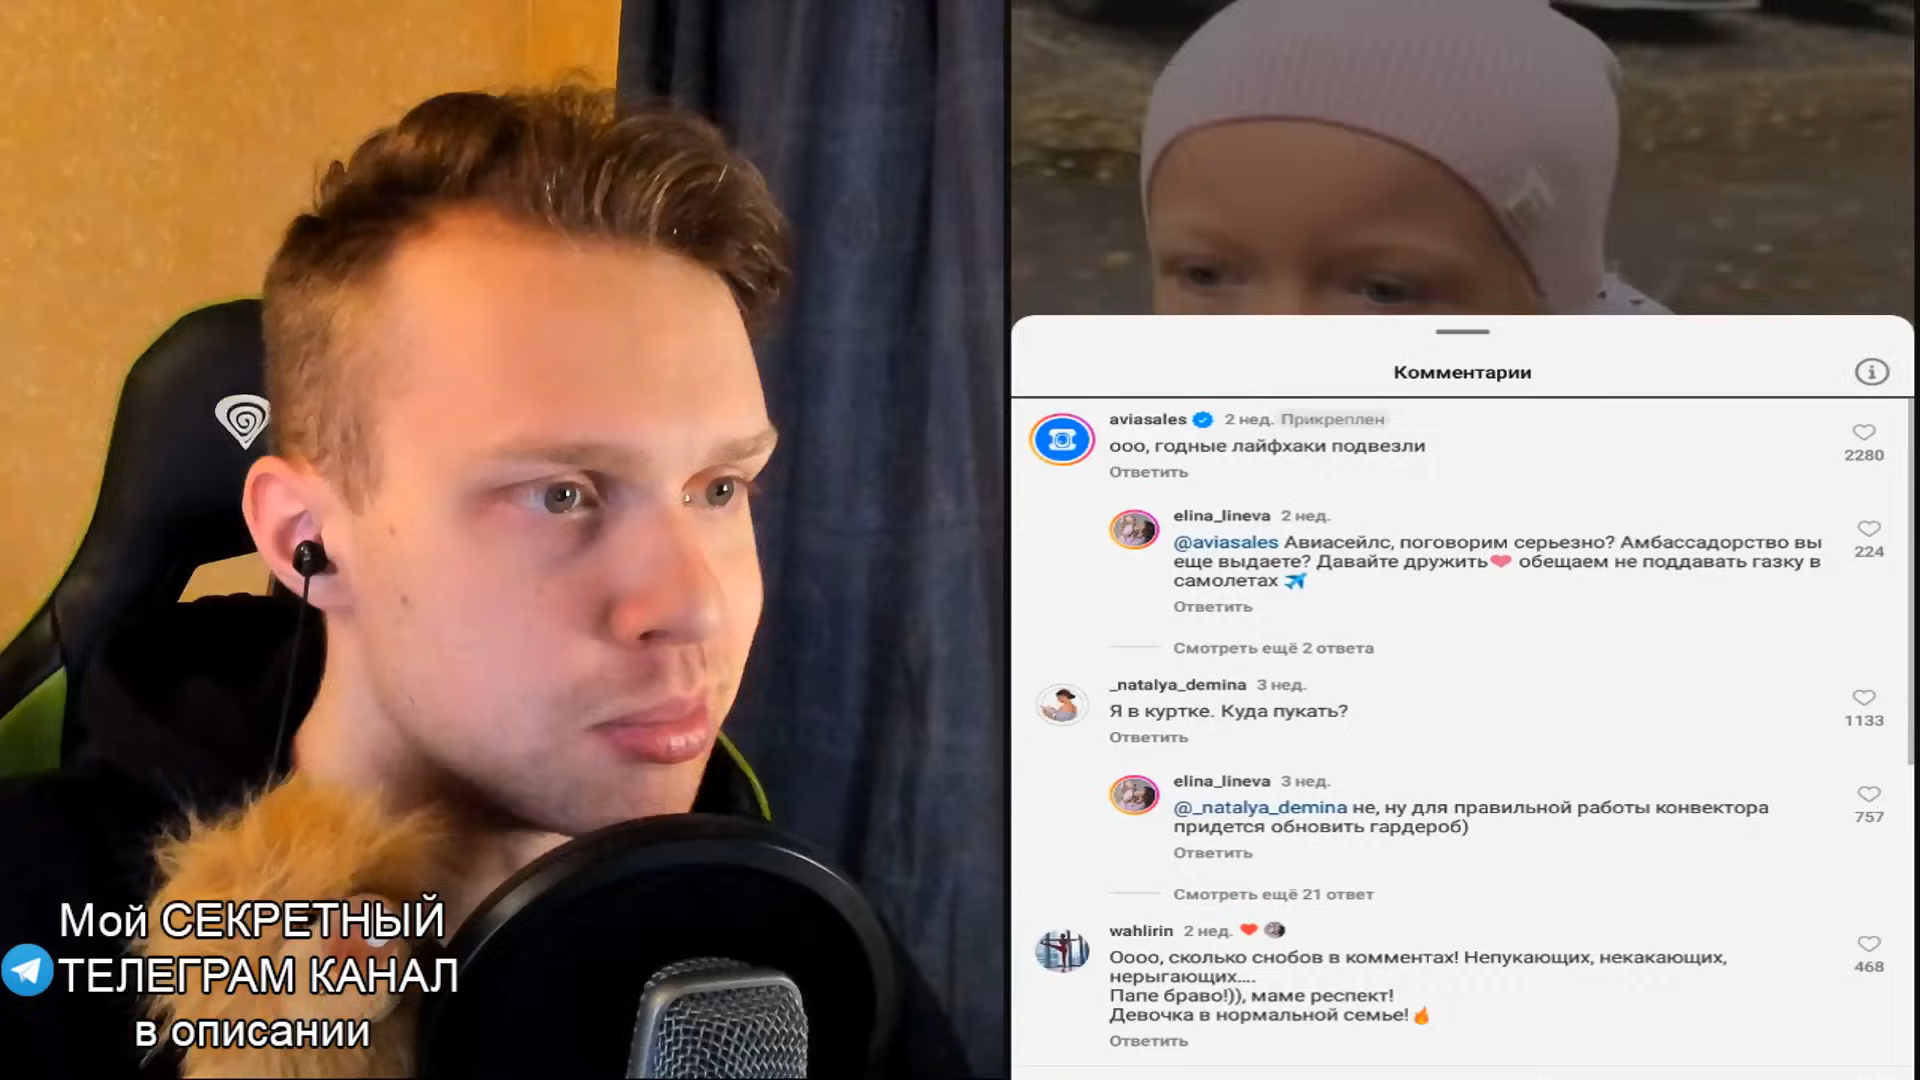 Мой СЕКРЕТНЫЙ
ТЕЛЕГРАМ КАНАЛ
в описании
Комментарии
aviasales 2 нед. Прикреплен
ооо, годные лайфхаки подвезли
Ответить
2280
elina_lineva 2 нед.
@aviasales Авиасейлс, поговорим серьезно? Амбассадорство вы
еще выдаете? Давайте дружить❤ обещаем не поддавать газку в
самолетах ✈
Ответить
224
Смотреть ещё 2 ответа
_natalya_demina 3 нед.
Я в куртке. Куда пукать?
Ответить
1133
elina_lineva 3 нед.
@_natalya_demina не, ну для правильной работы конвектора
придется обновить гардероб)
Ответить
757
Смотреть ещё 21 ответ
wahlirin 2 нед. ❤
Оооо, сколько снобов в комментах! Непукающих, некакающих,
нерыгающих....
Папе браво!)), маме респект!
Девочка в нормальной семье!🔥
Ответить
468